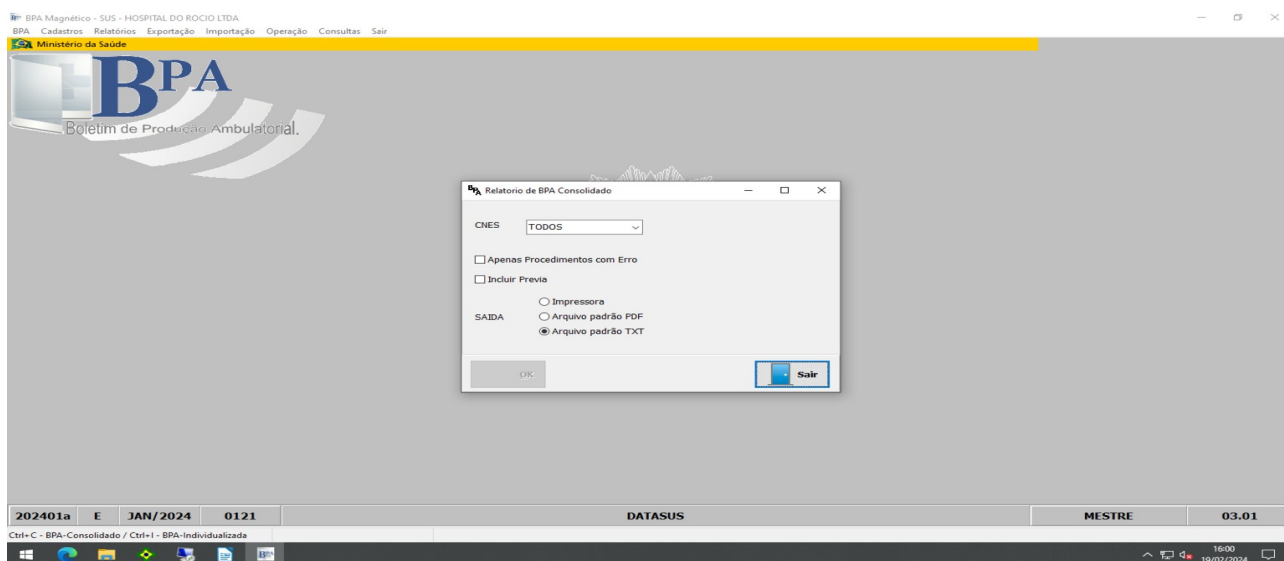 BPA Magnético - SUS - HOSPITAL DO ROCIO LTDA
BPA Cadastros Relatórios Exportação Importação Operação Consultas Sair
Ministério da Saúde
BPA
Boletim de Produção Ambulatorial.
BPA Relatorio de BPA Consolidado
CNES TODOS
Apenas Procedimentos com Erro
Incluir Previa
Impressora
SAIDA Arquivo padrão PDF
Arquivo padrão TXT
OK Sair
202401a E JAN/2024 0121 DATASUS MESTRE 03.01
Ctrl+C - BPA-Consolidado / Ctrl+I - BPA-Individualizada
BPA
16:00
19/02/2024